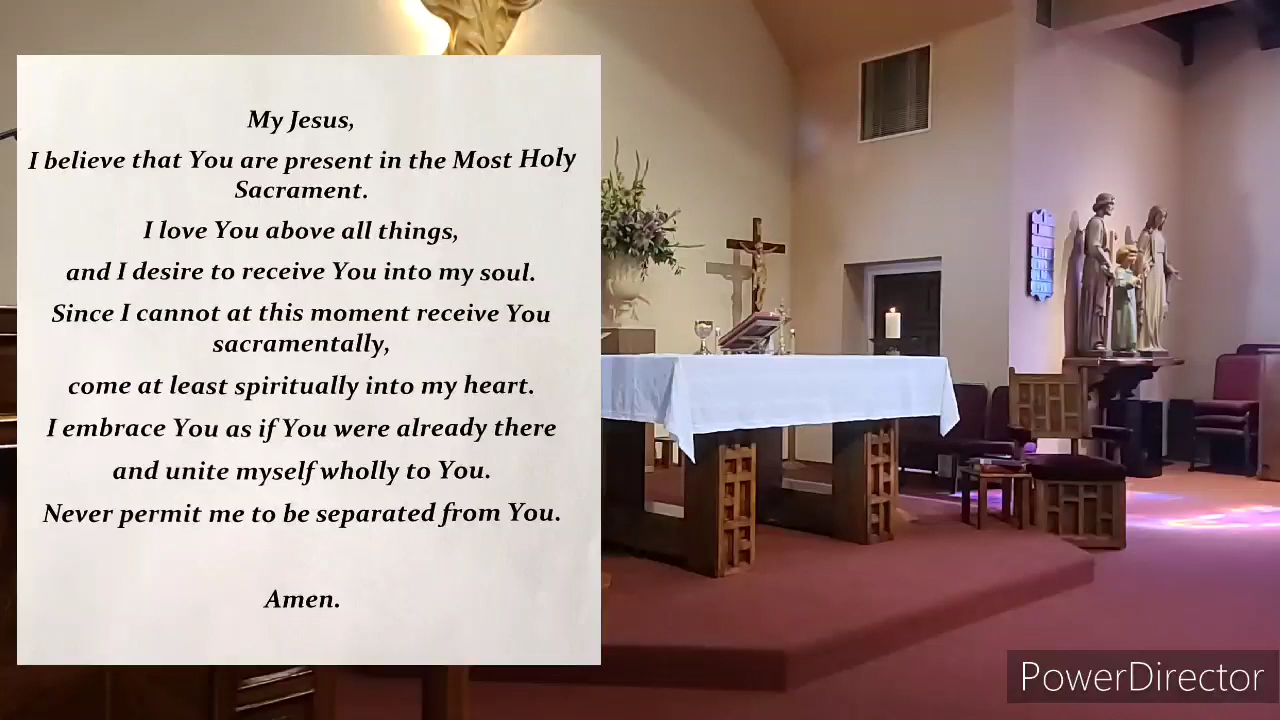 My Jesus,
I believe that You are present in the Most Holy
Sacrament.
I love You above all things,
and I desire to receive You into my soul.
Since I cannot at this moment receive You
sacramentally,
come at least spiritually into my heart.
I embrace You as if You were already there
and unite myself wholly to You.
Never permit me to be separated from You.
Amen.
PowerDirector